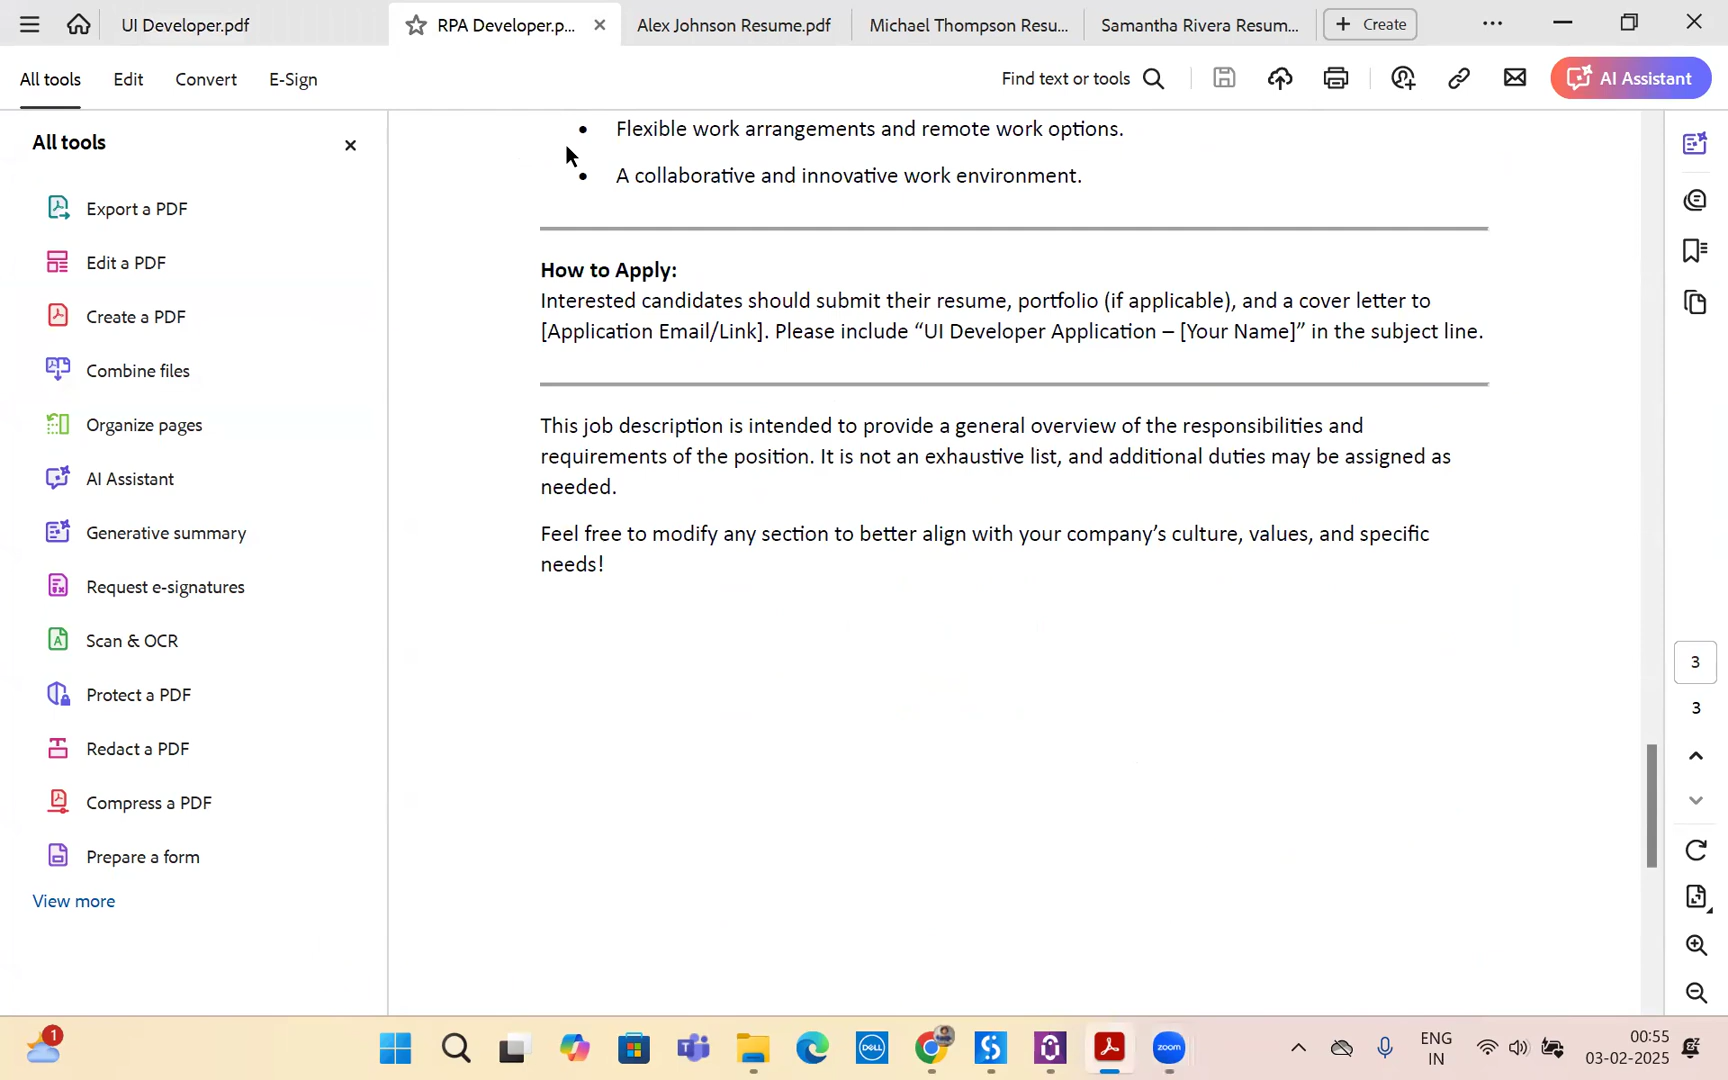 UI Developer.pdf
RPA Developer.p...
Alex Johnson Resume.pdf
Michael Thompson Resu...
Samantha Rivera Resum...
Create
All tools
Edit
Convert
E-Sign
Find text or tools
AI Assistant
All tools
Export a PDF
Edit a PDF
Create a PDF
Combine files
Organize pages
AI Assistant
Generative summary
Request e-signatures
Scan & OCR
Protect a PDF
Redact a PDF
Compress a PDF
Prepare a form
View more
• Flexible work arrangements and remote work options.
• A collaborative and innovative work environment.
How to Apply:
Interested candidates should submit their resume, portfolio (if applicable), and a cover letter to
[Application Email/Link]. Please include “UI Developer Application – [Your Name]” in the subject line.
This job description is intended to provide a general overview of the responsibilities and
requirements of the position. It is not an exhaustive list, and additional duties may be assigned as
needed.
Feel free to modify any section to better align with your company’s culture, values, and specific
needs!
3
3
1
DELL
zoom
ENG
IN
00:55
03-02-2025